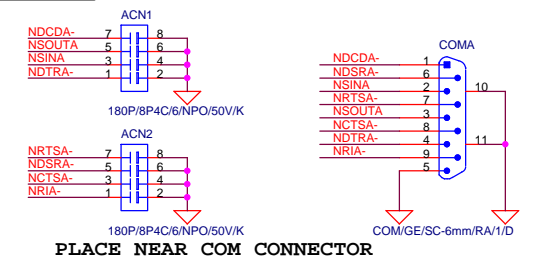 ACN1
NDCDA- 7 8
NSOUTA 5 6
NSINA 3 4
NDTRA- 1 2
180P/8P4C/6/NPO/50V/K
ACN2
NRTSA- 7 8
NDSRA- 5 6
NCTSA- 3 4
NRIA- 1 2
180P/8P4C/6/NPO/50V/K
COMA
NDCDA- 1
NDSRA- 6
NSINA 2 10
NRTSA- 7
NSOUTA 3
NCTSA- 8
NDTRA- 4 11
NRIA- 9
5
COM/GE/SC-6mm/RA/1/D
PLACE NEAR COM CONNECTOR